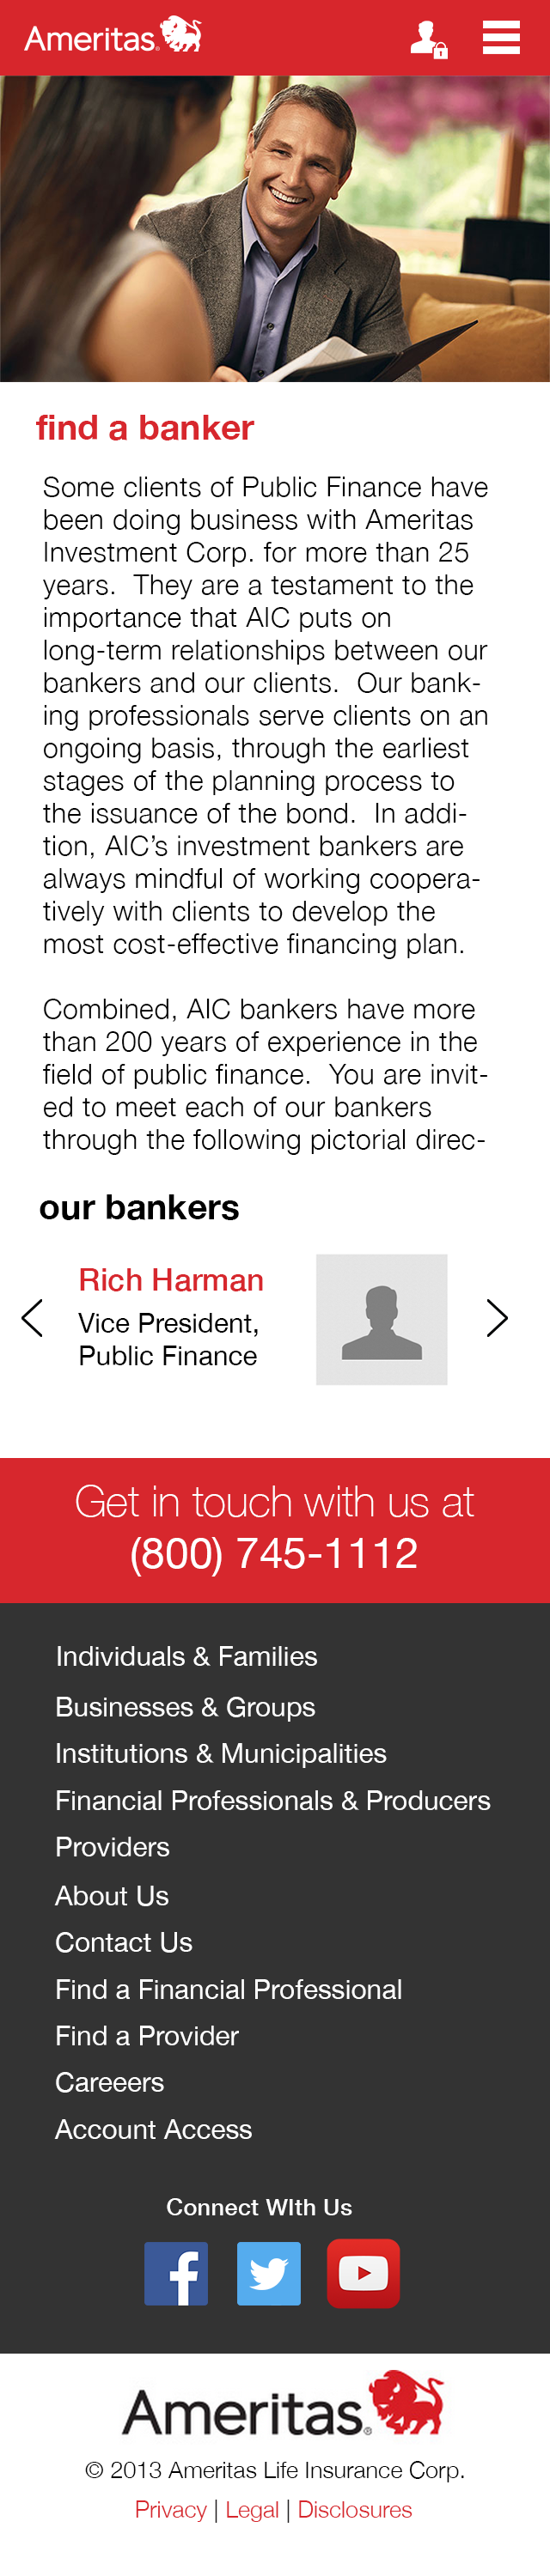 Ameritas
find a banker
Some clients of Public Finance have
been doing business with Ameritas
Investment Corp. for more than 25
years.  They are a testament to the
importance that AIC puts on
long-term relationships between our
bankers and our clients.  Our bank-
ing professionals serve clients on an
ongoing basis, through the earliest
stages of the planning process to
the issuance of the bond.  In addi-
tion, AIC’s investment bankers are
always mindful of working coopera-
tively with clients to develop the
most cost-effective financing plan.
Combined, AIC bankers have more
than 200 years of experience in the
field of public finance.  You are invit-
ed to meet each of our bankers
through the following pictorial direc-
our bankers
Rich Harman
Vice President,
Public Finance
Get in touch with us at
(800) 745-1112
Individuals & Families
Businesses & Groups
Institutions & Municipalities
Financial Professionals & Producers
Providers
About Us
Contact Us
Find a Financial Professional
Find a Provider
Careeers
Account Access
Connect WIth Us
Ameritas®
© 2013 Ameritas Life Insurance Corp.
Privacy | Legal | Disclosures